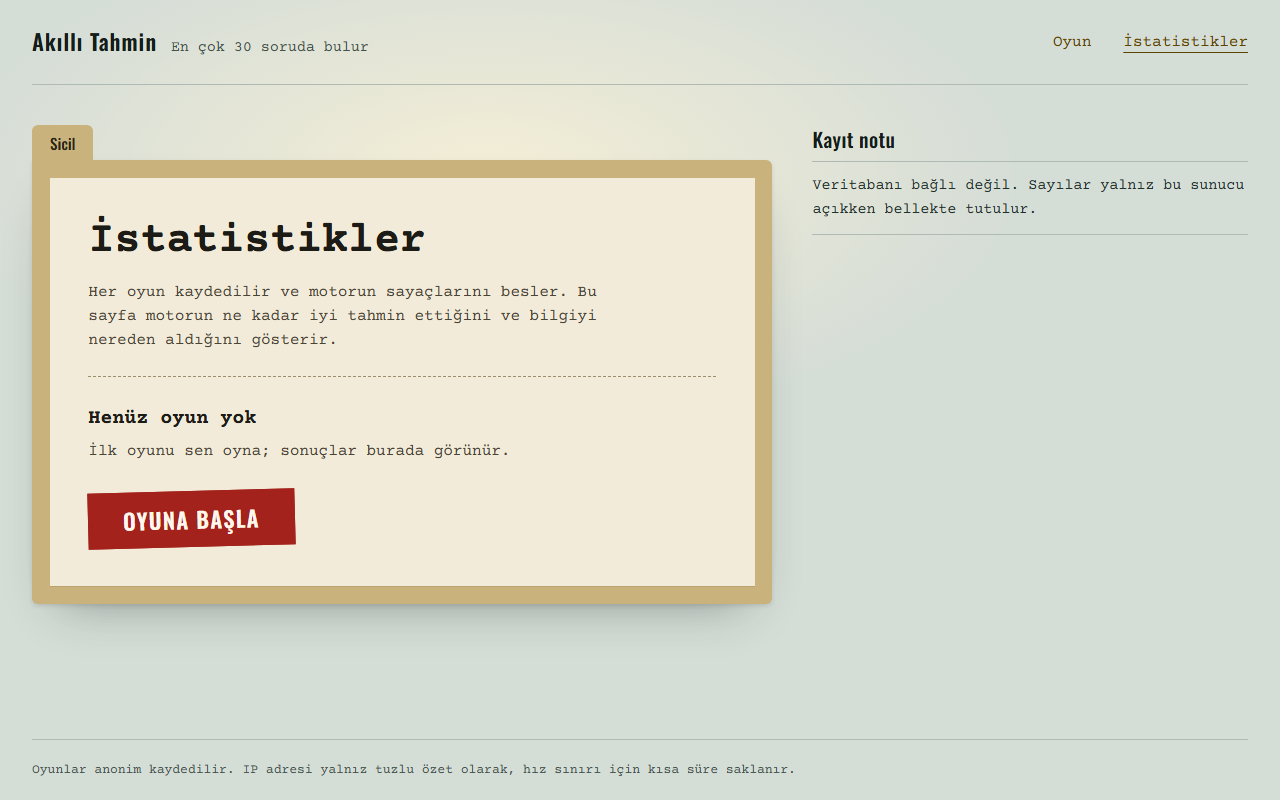 Akıllı Tahmin En çok 30 soruda bulur
Oyun İstatistikler
Sicil
İstatistikler
Her oyun kaydedilir ve motorun sayaçlarını besler. Bu
sayfa motorun ne kadar iyi tahmin ettiğini ve bilgiyi
nereden aldığını gösterir.
Henüz oyun yok
İlk oyunu sen oyna; sonuçlar burada görünür.
OYUNA BAŞLA
Kayıt notu
Veritabanı bağlı değil. Sayılar yalnız bu sunucu
açıkken bellekte tutulur.
Oyunlar anonim kaydedilir. IP adresi yalnız tuzlu özet olarak, hız sınırı için kısa süre saklanır.